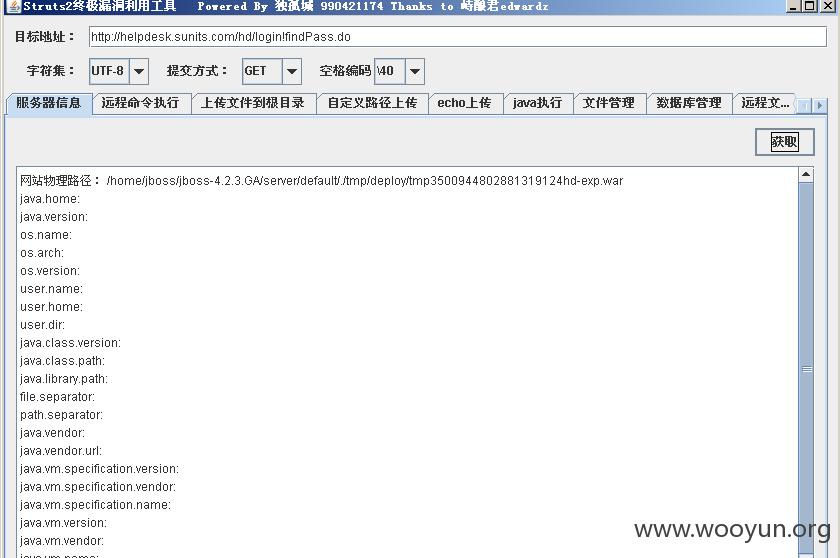 Struts2终极漏洞利用工具 Powered By 独孤城 990421174 Thanks to 峙酿君edwardz
目标地址： http://helpdesk.sunits.com/hd/login!findPass.do
字符集： UTF-8 提交方式： GET 空格编码 \40
服务器信息 远程命令执行 上传文件到根目录 自定义路径上传 echo上传 java执行 文件管理 数据库管理 远程文...
获取
网站物理路径： /home/jboss/jboss-4.2.3.GA/server/default/./tmp/deploy/tmp3500944802881319124hd-exp.war
java.home:
java.version:
os.name:
os.arch:
os.version:
user.name:
user.home:
user.dir:
java.class.version:
java.class.path:
java.library.path:
file.separator:
path.separator:
java.vendor:
java.vendor.url:
java.vm.specification.version:
java.vm.specification.vendor:
java.vm.specification.name:
java.vm.version:
java.vm.vendor:
java.vm.name:
www.wooyun.org